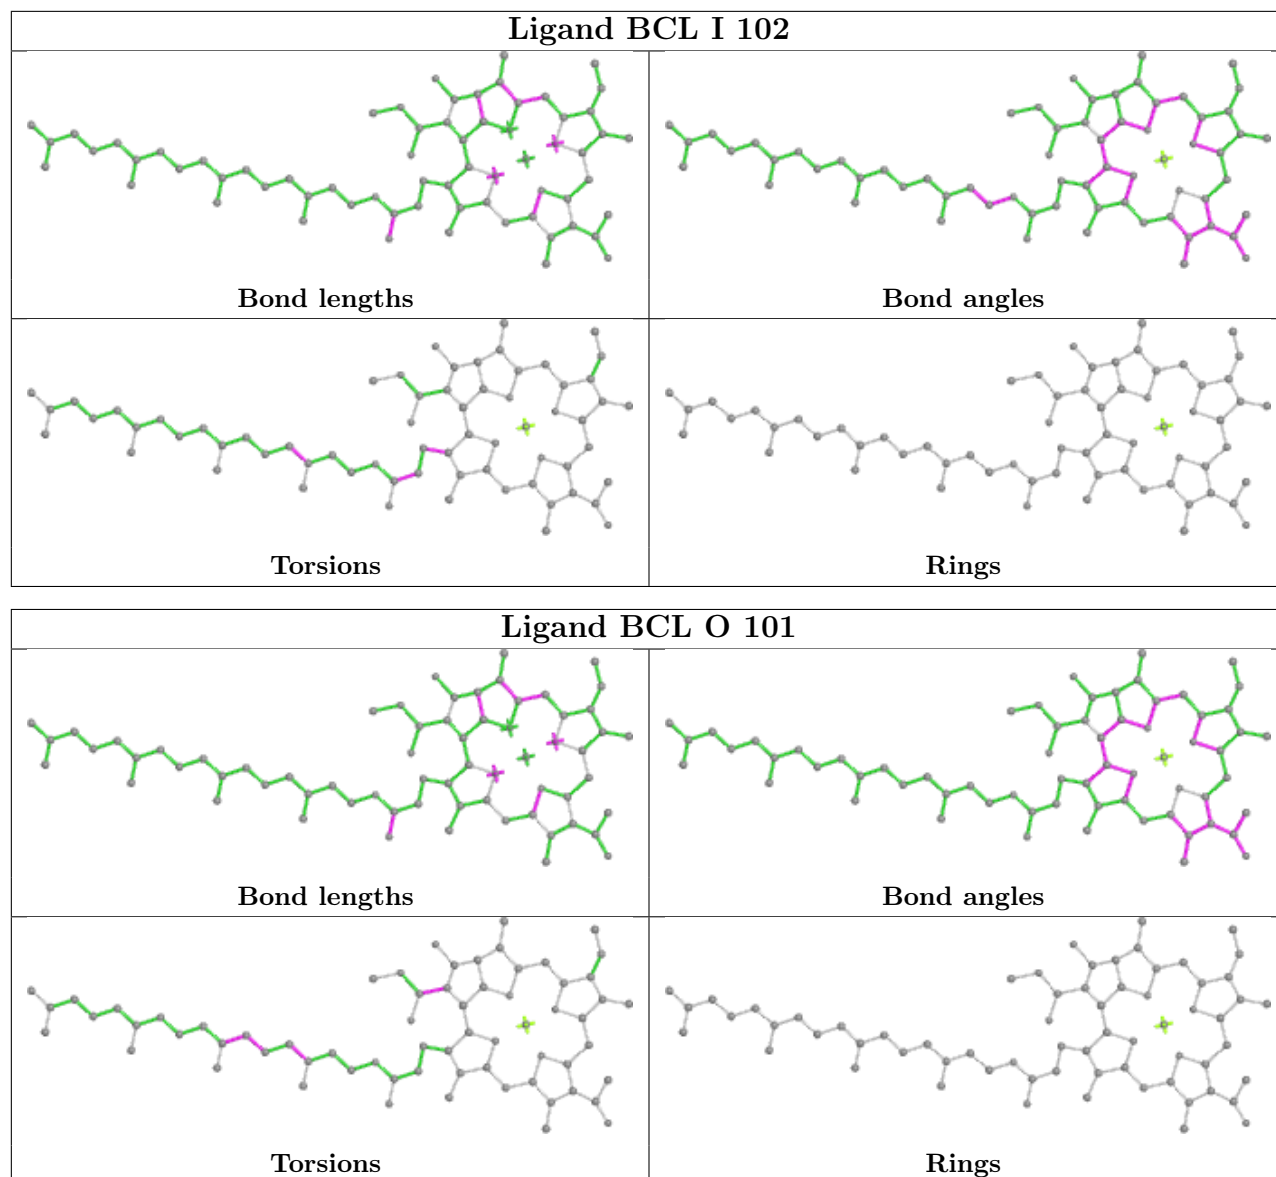 Ligand BCL I 102
Bond lengths
Bond angles
Torsions
Rings
Ligand BCL O 101
Bond lengths
Bond angles
Torsions
Rings